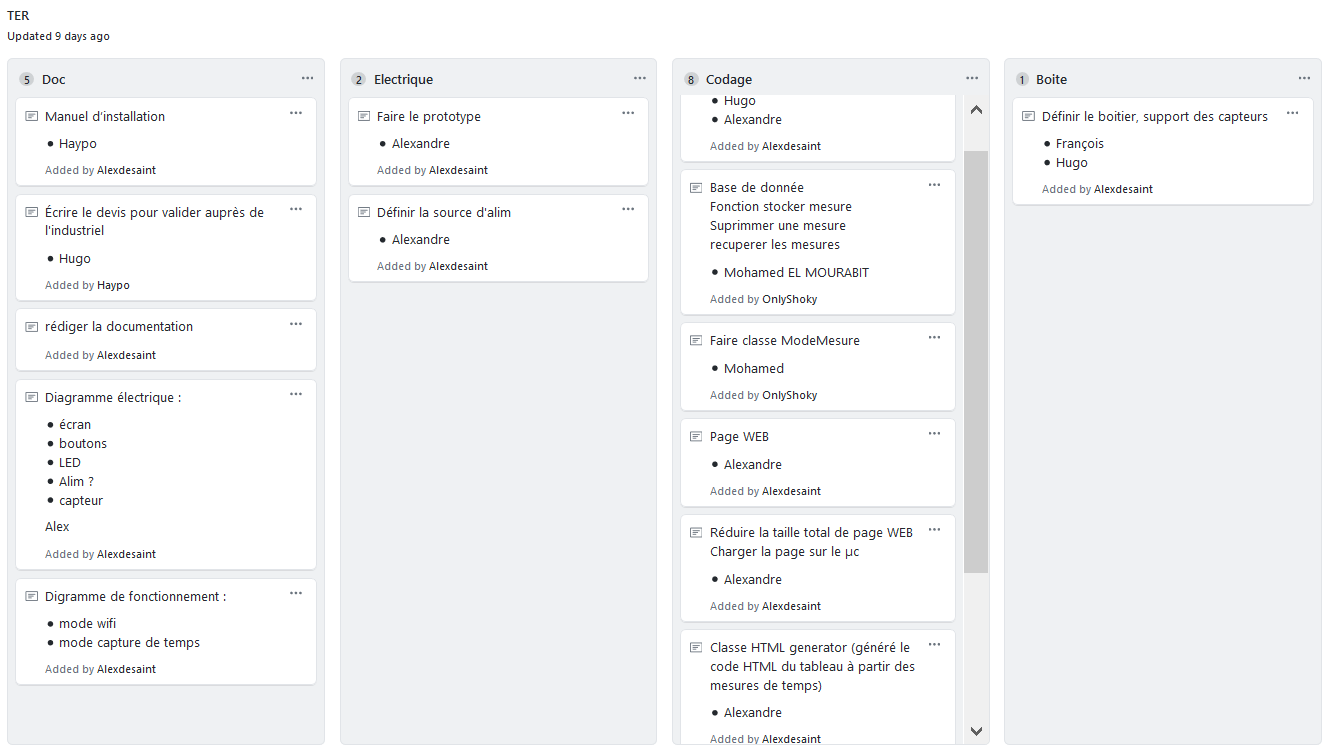 TER
Updated 9 days ago
5 Doc
Manuel d'installation
Haypo
Added by Alexdesaint
Écrire le devis pour valider auprès de
l'industriel
Hugo
Added by Haypo
rédiger la documentation
Added by Alexdesaint
Diagramme électrique :
écran
boutons
LED
Alim ?
capteur
Alex
Added by Alexdesaint
Digramme de fonctionnement :
mode wifi
mode capture de temps
Added by Alexdesaint
2 Electrique
Faire le prototype
Alexandre
Added by Alexdesaint
Définir la source d'alim
Alexandre
Added by Alexdesaint
8 Codage
Hugo
Alexandre
Added by Alexdesaint
Base de donnée
Fonction stocker mesure
Suprimmer une mesure
recuperer les mesures
Mohamed EL MOURABIT
Added by OnlyShoky
Faire classe ModeMesure
Mohamed
Added by OnlyShoky
Page WEB
Alexandre
Added by Alexdesaint
Réduire la taille total de page WEB
Charger la page sur le µc
Alexandre
Added by Alexdesaint
Classe HTML generator (généré le
code HTML du tableau à partir des
mesures de temps)
Alexandre
Added by Alexdesaint
1 Boite
Définir le boitier, support des capteurs
François
Hugo
Added by Alexdesaint